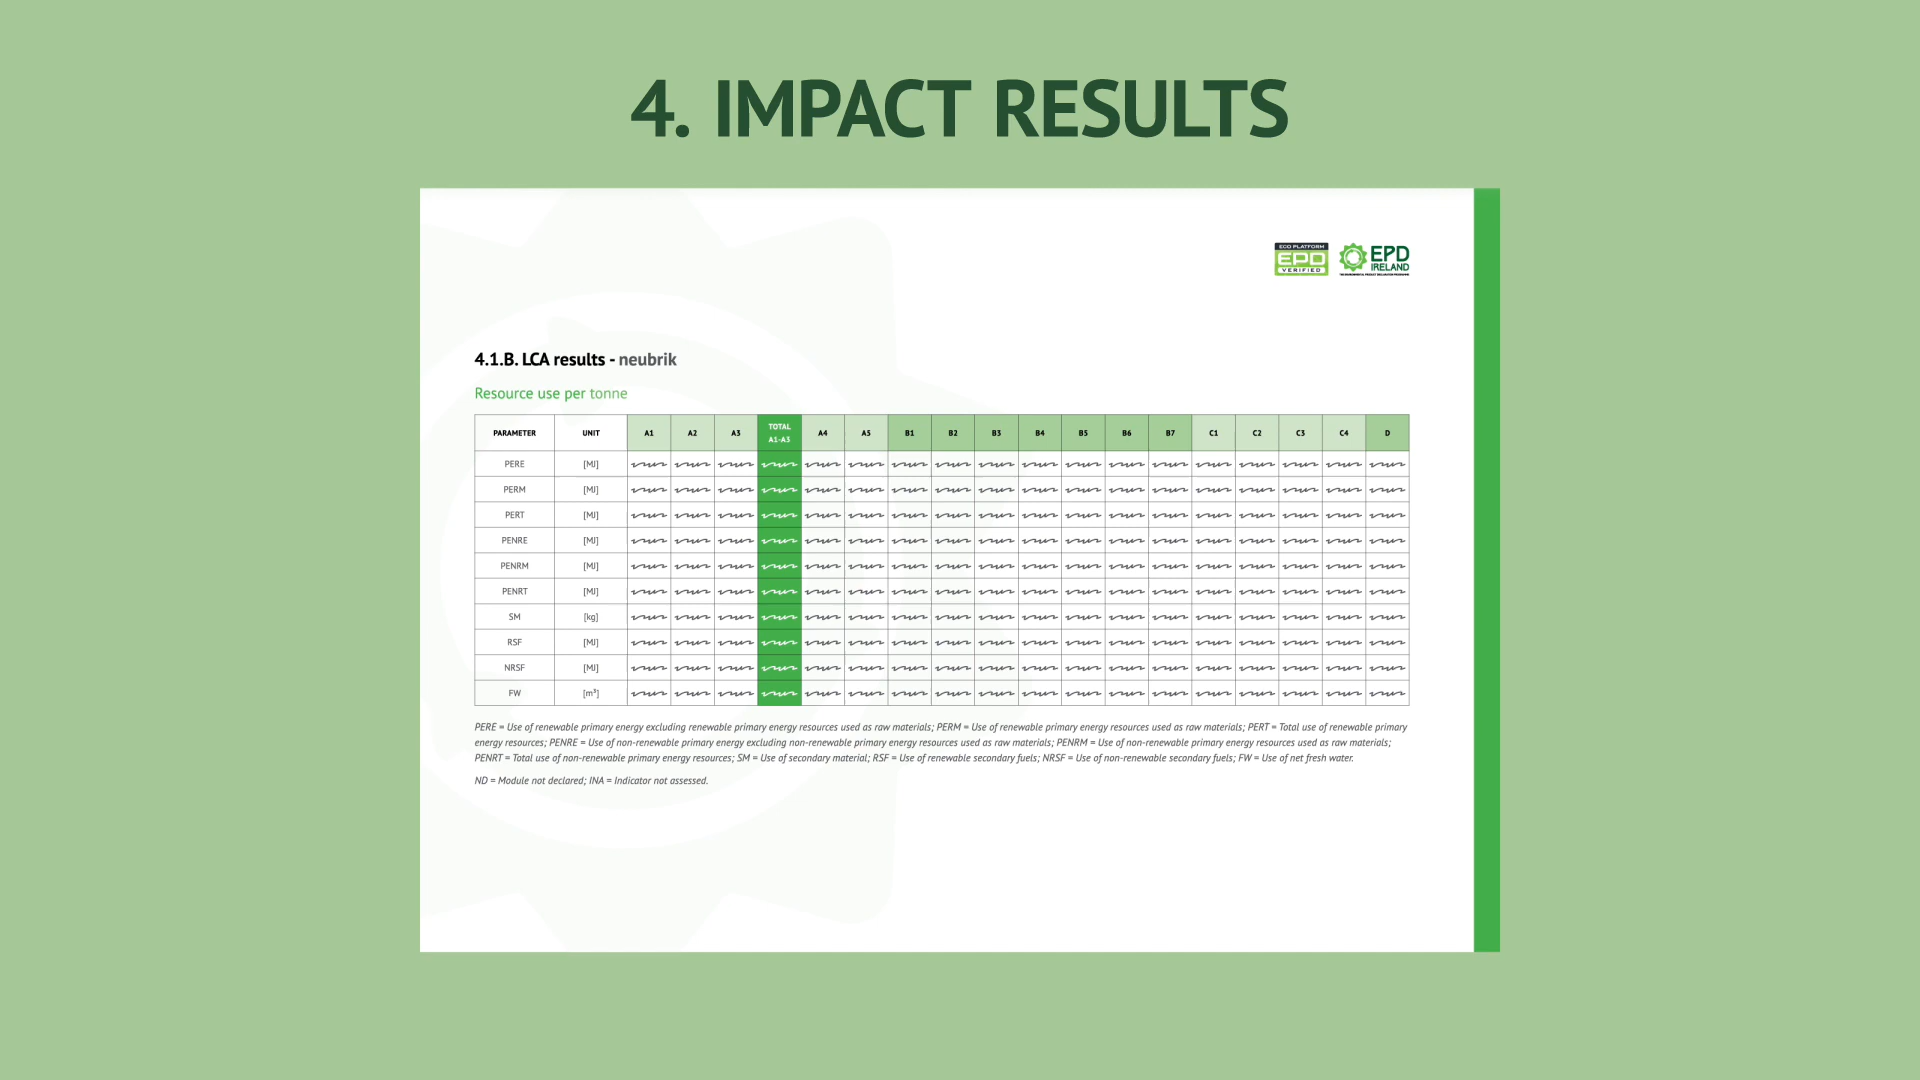 4. IMPACT RESULTS
ECO PLATFORM
EPD
VERIFIED
EPD
IRELAND
4.1.B. LCA results - neubrik
Resource use per tonne
PARAMETER UNIT A1 A2 A3 TOTAL A1-A3 A4 A5 B1 B2 B3 B4 B5 B6 B7 C1 C2 C3 C4 D
PERE [MJ]
PERM [MJ]
PERT [MJ]
PENRE [MJ]
PENRM [MJ]
PENRT [MJ]
SM [kg]
RSF [MJ]
NRSF [MJ]
FW [m³]
PERE = Use of renewable primary energy excluding renewable primary energy resources used as raw materials; PERM = Use of renewable primary energy resources used as raw materials; PERT = Total use of renewable primary
energy resources; PENRE = Use of non-renewable primary energy excluding non-renewable primary energy resources used as raw materials; PENRM = Use of non-renewable primary energy resources used as raw materials;
PENRT = Total use of non-renewable primary energy resources; SM = Use of secondary material; RSF = Use of renewable secondary fuels; NRSF = Use of non-renewable secondary fuels; FW = Use of net fresh water.
ND = Module not declared; INA = Indicator not assessed.